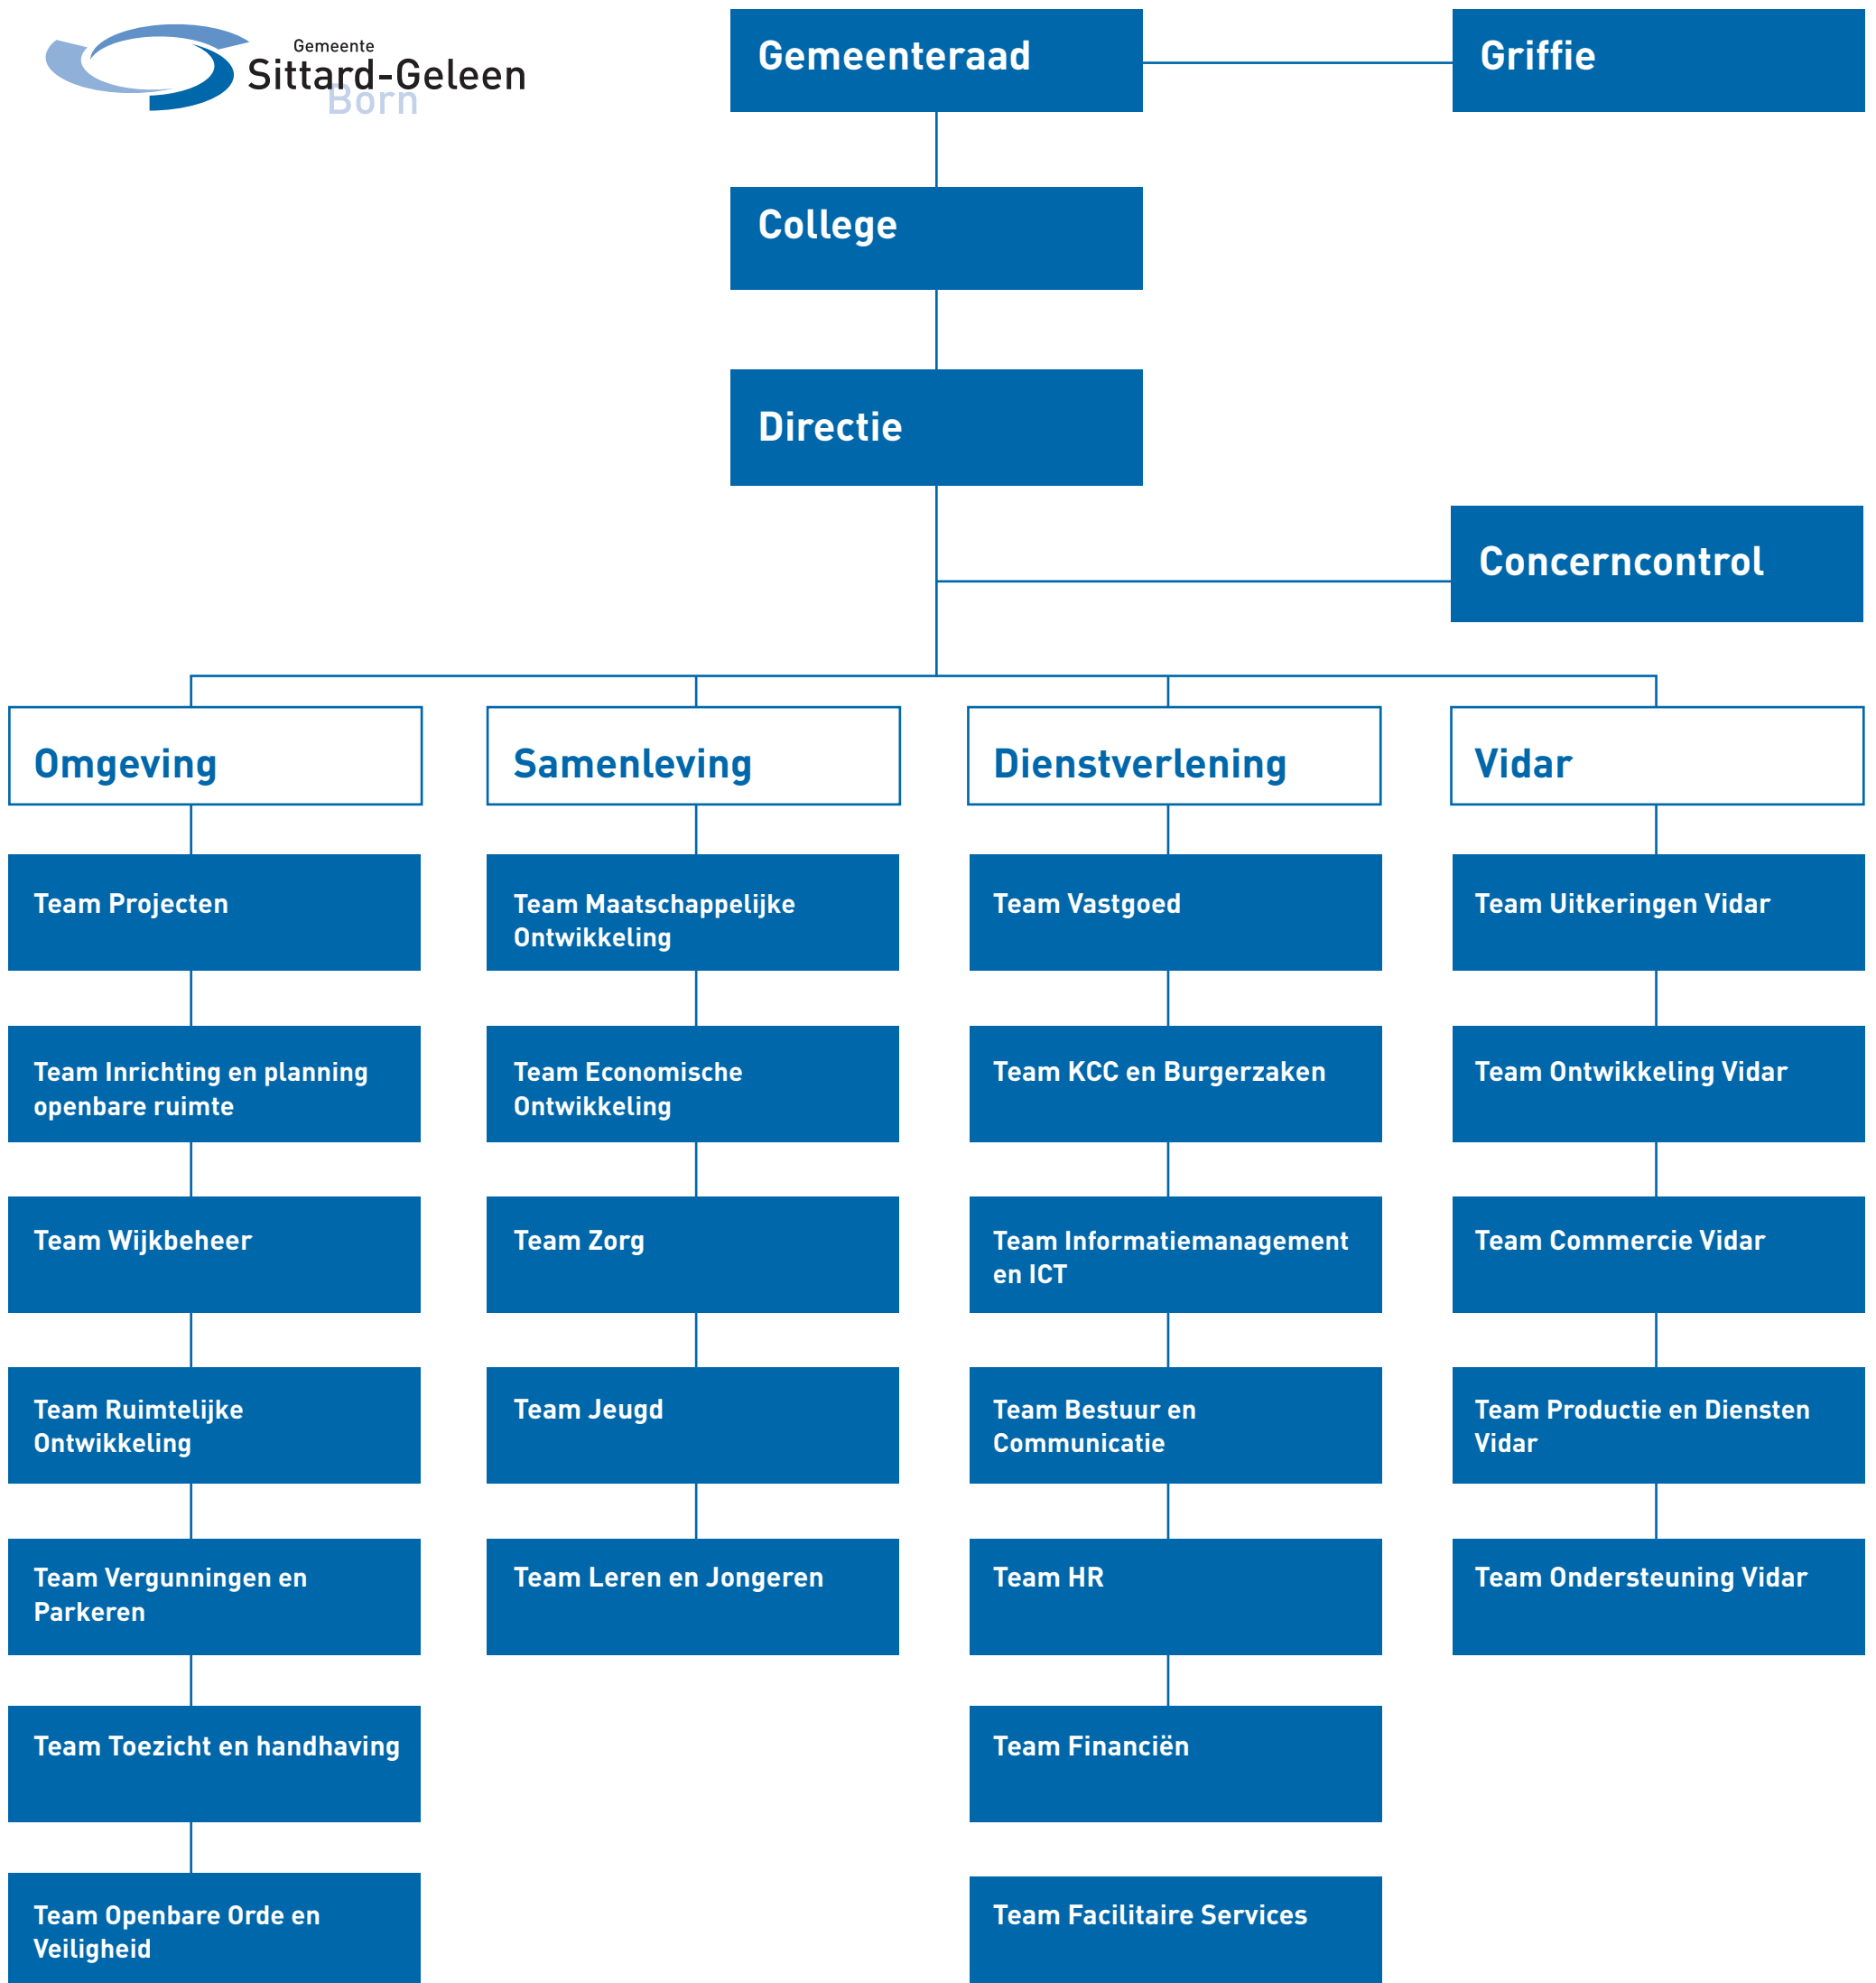 Gemeente
Sittard-Geleen
Born
Gemeenteraad
Griffie
College
Directie
Concerncontrol
Omgeving
Samenleving
Dienstverlening
Vidar
Team Projecten
Team Inrichting en planning
openbare ruimte
Team Wijkbeheer
Team Ruimtelijke
Ontwikkeling
Team Vergunningen en
Parkeren
Team Toezicht en handhaving
Team Openbare Orde en
Veiligheid
Team Maatschappelijke
Ontwikkeling
Team Economische
Ontwikkeling
Team Zorg
Team Jeugd
Team Leren en Jongeren
Team Vastgoed
Team KCC en Burgerzaken
Team Informatiemanagement
en ICT
Team Bestuur en
Communicatie
Team HR
Team Financiën
Team Facilitaire Services
Team Uitkeringen Vidar
Team Ontwikkeling Vidar
Team Commercie Vidar
Team Productie en Diensten
Vidar
Team Ondersteuning Vidar